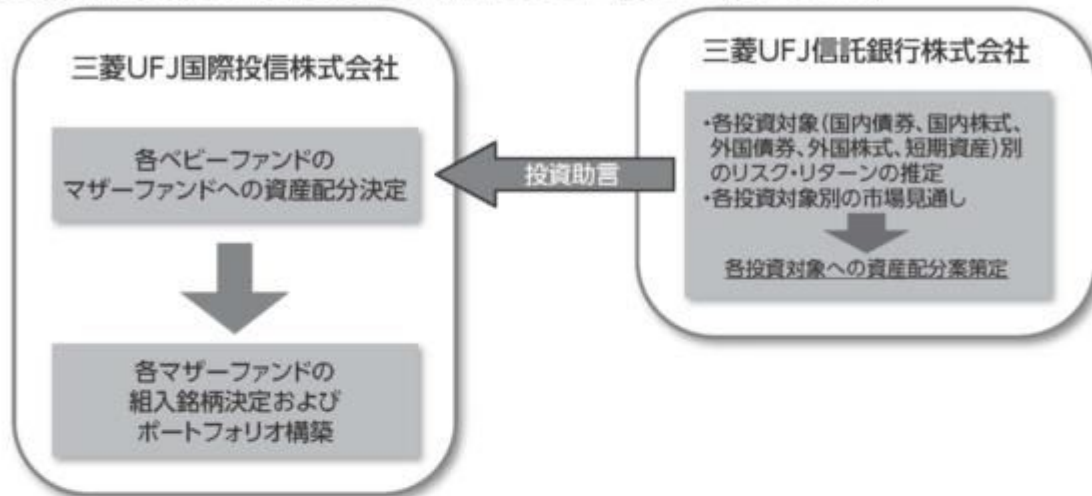 三菱UFJ国際投信株式会社
各ベビーファンドの
マザーファンドへの資産配分決定
各マザーファンドの
組入銘柄決定および
ポートフォリオ構築
投資助言
三菱UFJ信託銀行株式会社
・各投資対象(国内債券、国内株式、
外国債券、外国株式、短期資産)別
のリスク・リターンの推定
・各投資対象別の市場見通し
各投資対象への資産配分案策定